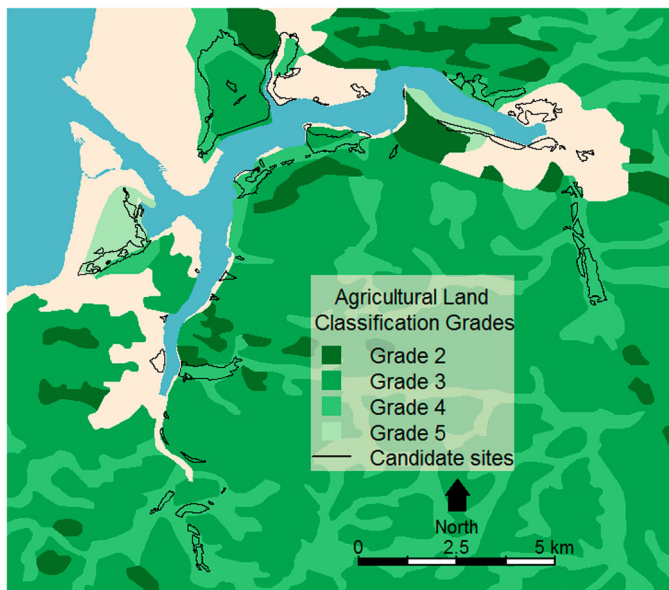 Agricultural Land
Classification Grades
Grade 2
Grade 3
Grade 4
Grade 5
Candidate sites
North
0 2.5 5 km